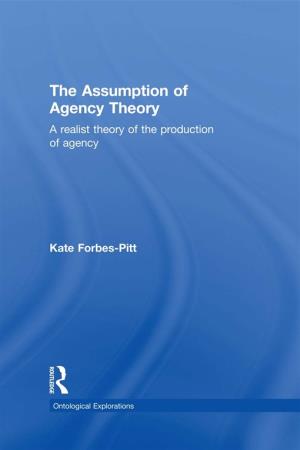 The Assumption of
Agency Theory
A realist theory of the production
of agency
Kate Forbes-Pitt
ROUTLEDGE
Ontological Explorations